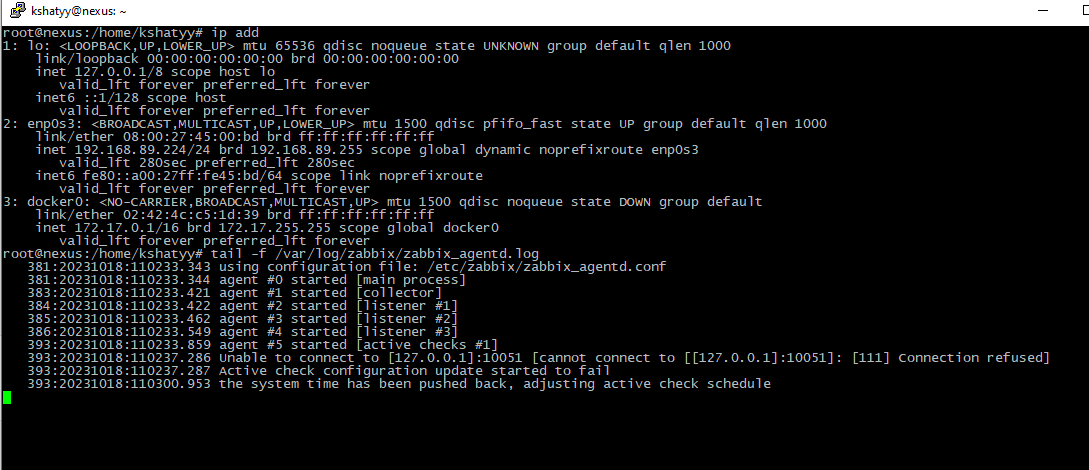 kshatyy@nexus: ~
root@nexus:/home/kshatyy# ip add
1: lo: <LOOPBACK,UP,LOWER_UP> mtu 65536 qdisc noqueue state UNKNOWN group default qlen 1000
    link/loopback 00:00:00:00:00:00 brd 00:00:00:00:00:00
    inet 127.0.0.1/8 scope host lo
       valid_lft forever preferred_lft forever
    inet6 ::1/128 scope host
       valid_lft forever preferred_lft forever
2: enp0s3: <BROADCAST,MULTICAST,UP,LOWER_UP> mtu 1500 qdisc pfifo_fast state UP group default qlen 1000
    link/ether 08:00:27:45:00:bd brd ff:ff:ff:ff:ff:ff
    inet 192.168.89.224/24 brd 192.168.89.255 scope global dynamic noprefixroute enp0s3
       valid_lft 280sec preferred_lft 280sec
    inet6 fe80::a00:27ff:fe45:bd/64 scope link noprefixroute
       valid_lft forever preferred_lft forever
3: docker0: <NO-CARRIER,BROADCAST,MULTICAST,UP> mtu 1500 qdisc noqueue state DOWN group default
    link/ether 02:42:4c:c5:1d:39 brd ff:ff:ff:ff:ff:ff
    inet 172.17.0.1/16 brd 172.17.255.255 scope global docker0
       valid_lft forever preferred_lft forever
root@nexus:/home/kshatyy# tail -f /var/log/zabbix/zabbix_agentd.log
   381:20231018:110233.343 using configuration file: /etc/zabbix/zabbix_agentd.conf
   381:20231018:110233.344 agent #0 started [main process]
   383:20231018:110233.421 agent #1 started [collector]
   384:20231018:110233.422 agent #2 started [listener #1]
   385:20231018:110233.462 agent #3 started [listener #2]
   386:20231018:110233.549 agent #4 started [listener #3]
   393:20231018:110233.859 agent #5 started [active checks #1]
   393:20231018:110237.286 Unable to connect to [127.0.0.1]:10051 [cannot connect to [[127.0.0.1]:10051]: [111] Connection refused]
   393:20231018:110237.287 Active check configuration update started to fail
   393:20231018:110300.953 the system time has been pushed back, adjusting active check schedule